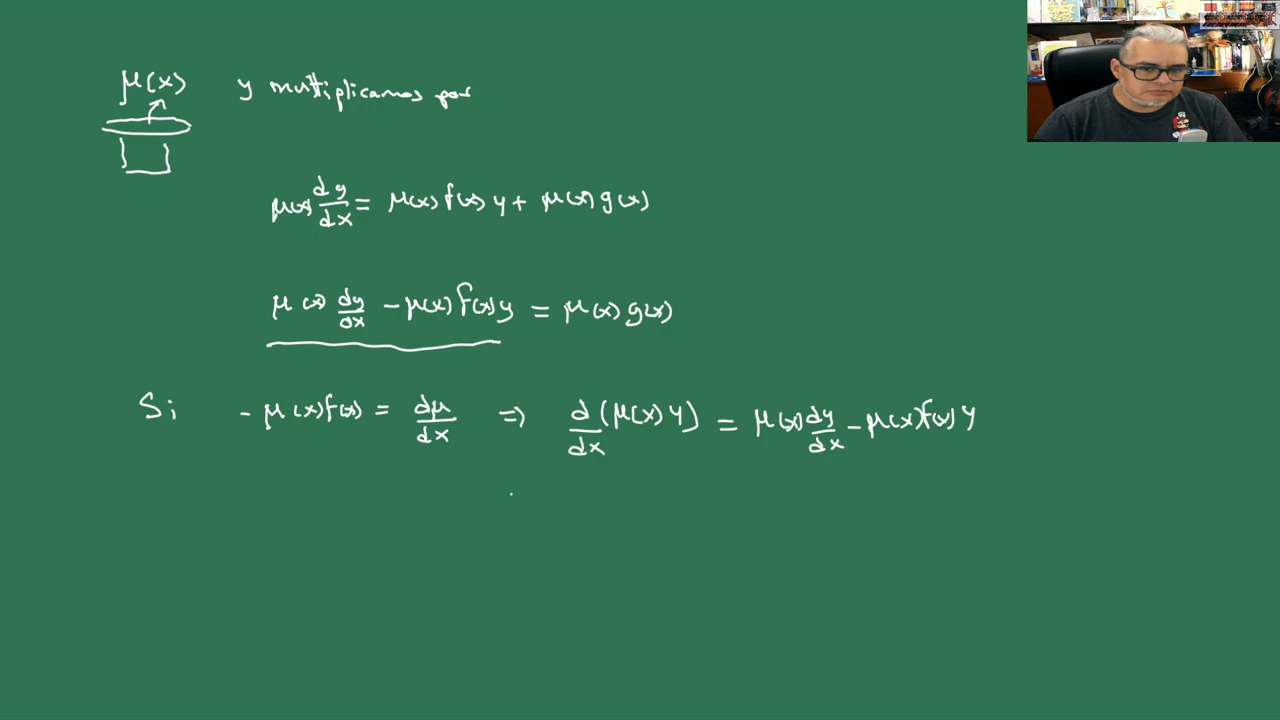 μ(x) y multiplicamos por
μ(x) dy/dx = μ(x) f(x) y + μ(x) g(x)
μ(x) dy/dx - μ(x) f(x) y = μ(x) g(x)
Si - μ(x) f(x) = dμ/dx ⇒ d/dx (μ(x) y) = μ(x) dy/dx - μ(x) f(x) y